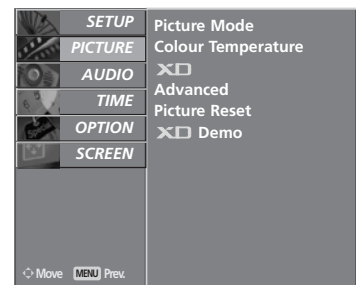 SETUP
PICTURE
AUDIO
TIME
OPTION
SCREEN
Move MENU Prev.
Picture Mode
Colour Temperature
XD
Advanced
Picture Reset
XD Demo